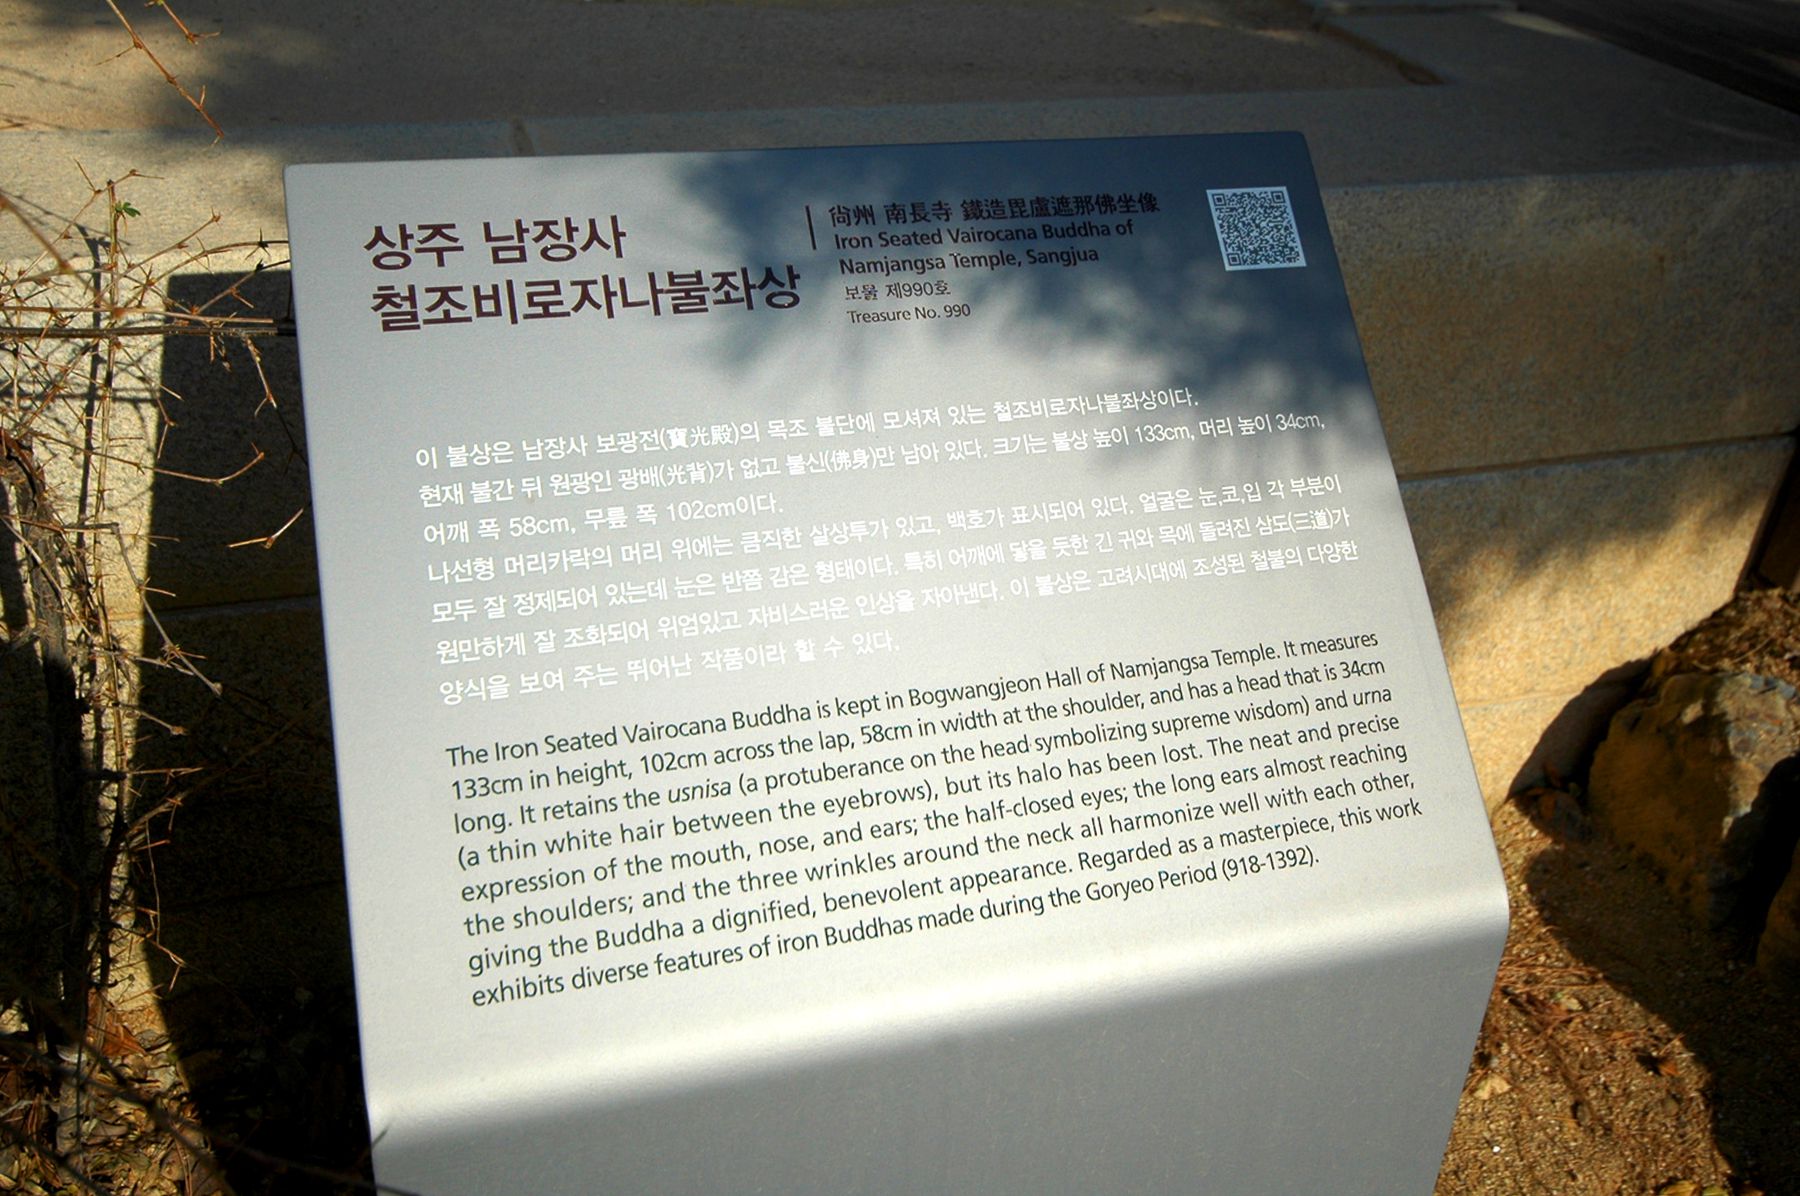 상주 남장사
철조비로자나불좌상
尙州 南長寺 鐵造毘盧遮那佛坐像
Iron Seated Vairocana Buddha of
Namjangsa Temple, Sangjua
보물 제990호
Treasure No. 990
이 불상은 남장사 보광전(寶光殿)의 목조 불단에 모셔져 있는 철조비로자나불좌상이다.
현재 불간 뒤 원광인 광배(光背)가 없고 불신(佛身)만 남아 있다. 크기는 불상 높이 133cm, 머리 높이 34cm,
어깨 폭 58cm, 무릎 폭 102cm이다.
나선형 머리카락의 머리 위에는 큼직한 살상투가 있고, 백호가 표시되어 있다. 얼굴은 눈,코,입 각 부분이
모두 잘 정제되어 있는데 눈은 반쯤 감은 형태이다. 특히 어깨에 닿을 듯한 긴 귀와 목에 돌려진 삼도(三道)가
원만하게 잘 조화되어 위엄있고 자비스러운 인상을 자아낸다. 이 불상은 고려시대에 조성된 철불의 다양한
양식을 보여 주는 뛰어난 작품이라 할 수 있다.
The Iron Seated Vairocana Buddha is kept in Bogwangjeon Hall of Namjangsa Temple. It measures
133cm in height, 102cm across the lap, 58cm in width at the shoulder, and has a head that is 34cm
long. It retains the usnisa (a protuberance on the head symbolizing supreme wisdom) and urna
(a thin white hair between the eyebrows), but its halo has been lost. The neat and precise
expression of the mouth, nose, and ears; the half-closed eyes; the long ears almost reaching
the shoulders; and the three wrinkles around the neck all harmonize well with each other,
giving the Buddha a dignified, benevolent appearance. Regarded as a masterpiece, this work
exhibits diverse features of iron Buddhas made during the Goryeo Period (918-1392).